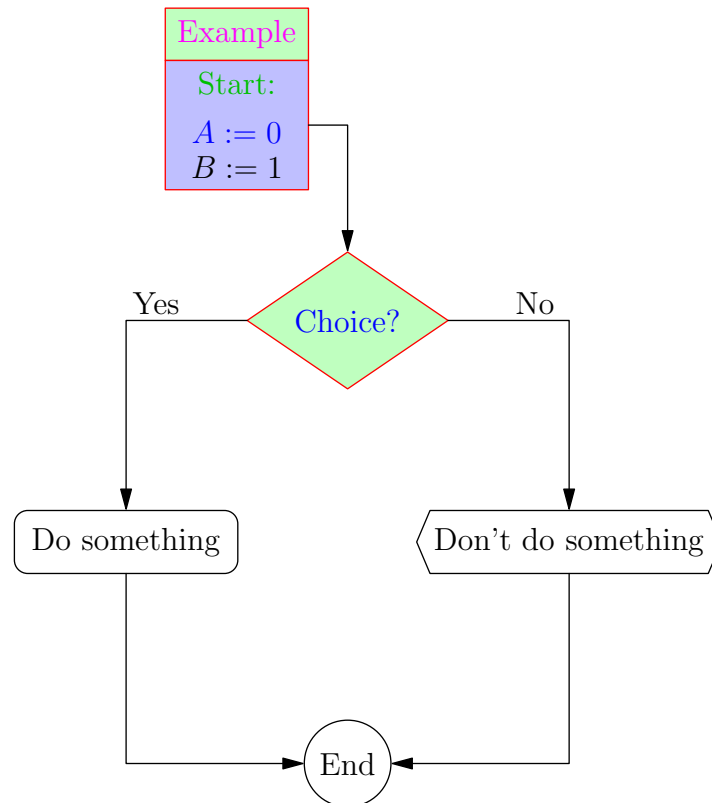 Example
Start:
A := 0
B := 1
Yes
No
Choice?
Do something
Don't do something
End